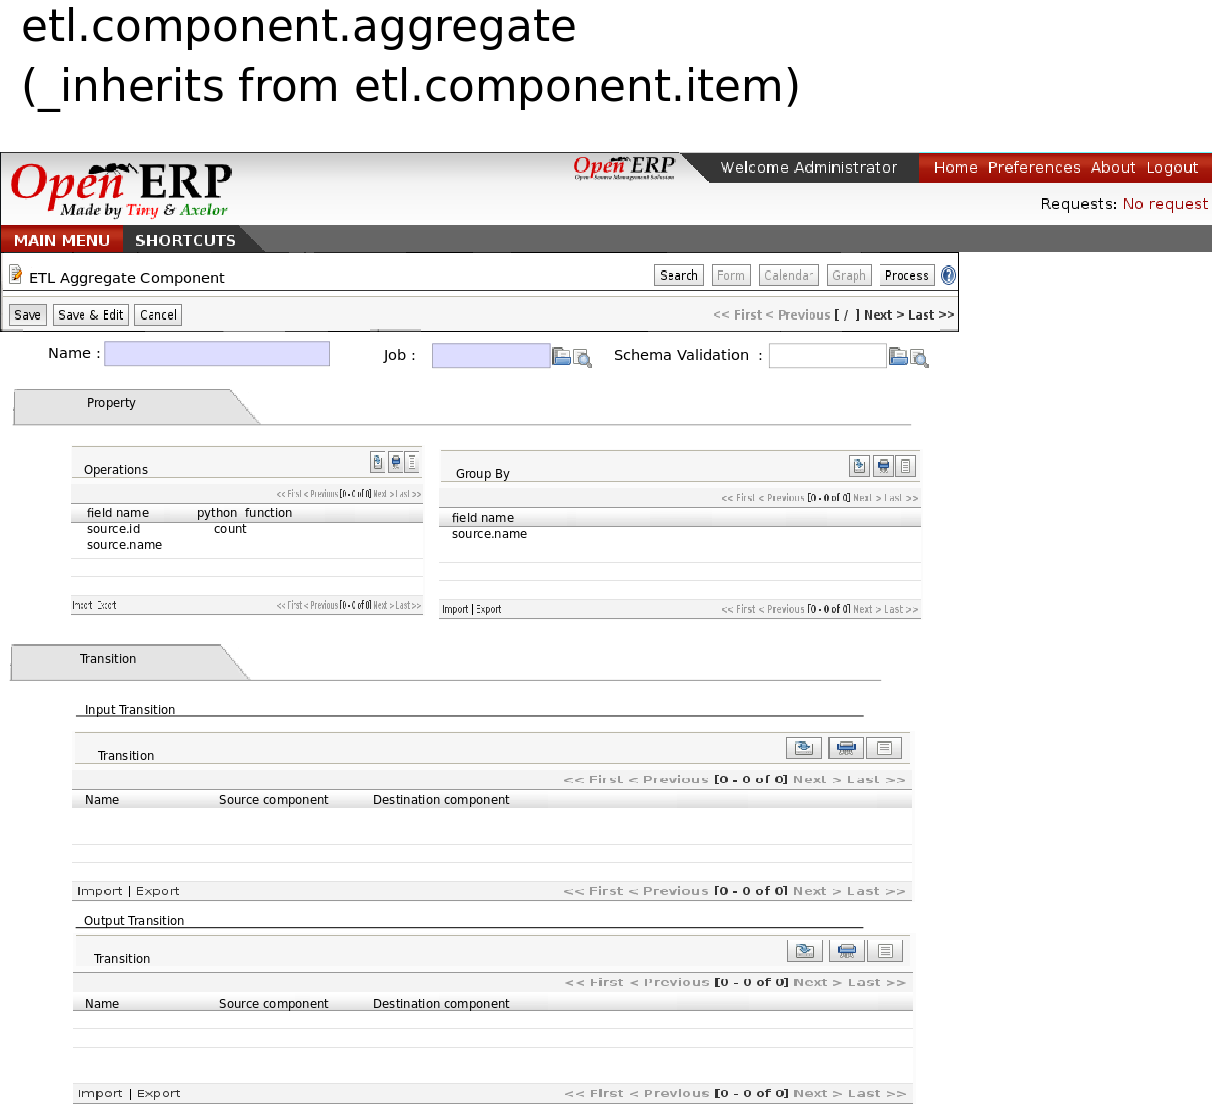 etl.component.aggregate
(_inherits from etl.component.item)
Open ERP
Made by Tiny & Axelor
Open ERP
Welcome Administrator
Home Preferences About Logout
Requests: No request
MAIN MENU SHORTCUTS
ETL Aggregate Component
Search Form Calendar Graph Process ?
Save Save & Edit Cancel
<< First < Previous [ / ] Next > Last >>
Name : Job : Schema Validation :
Property
Operations
<< First < Previous [0 - 0 of 0] Next > Last >>
field name python function
source.id count
source.name
Import Export << First < Previous [0 - 0 of 0] Next > Last >>
Group By
<< First < Previous [0 - 0 of 0] Next > Last >>
field name
source.name
Import | Export << First < Previous [0 - 0 of 0] Next > Last >>
Transition
Input Transition
Transition
<< First < Previous [0 - 0 of 0] Next > Last >>
Name Source component Destination component
Import | Export << First < Previous [0 - 0 of 0] Next > Last >>
Output Transition
Transition
<< First < Previous [0 - 0 of 0] Next > Last >>
Name Source component Destination component
Import | Export << First < Previous [0 - 0 of 0] Next > Last >>